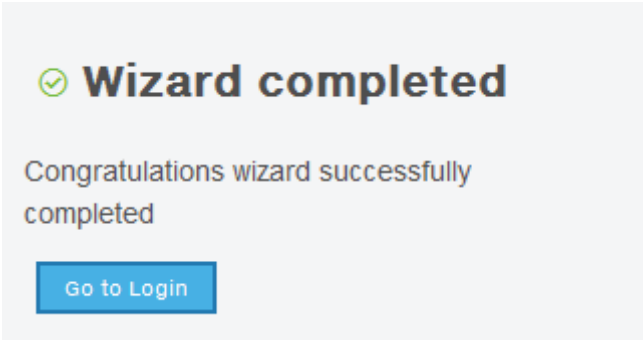 Wizard completed
Congratulations wizard successfully
completed
Go to Login